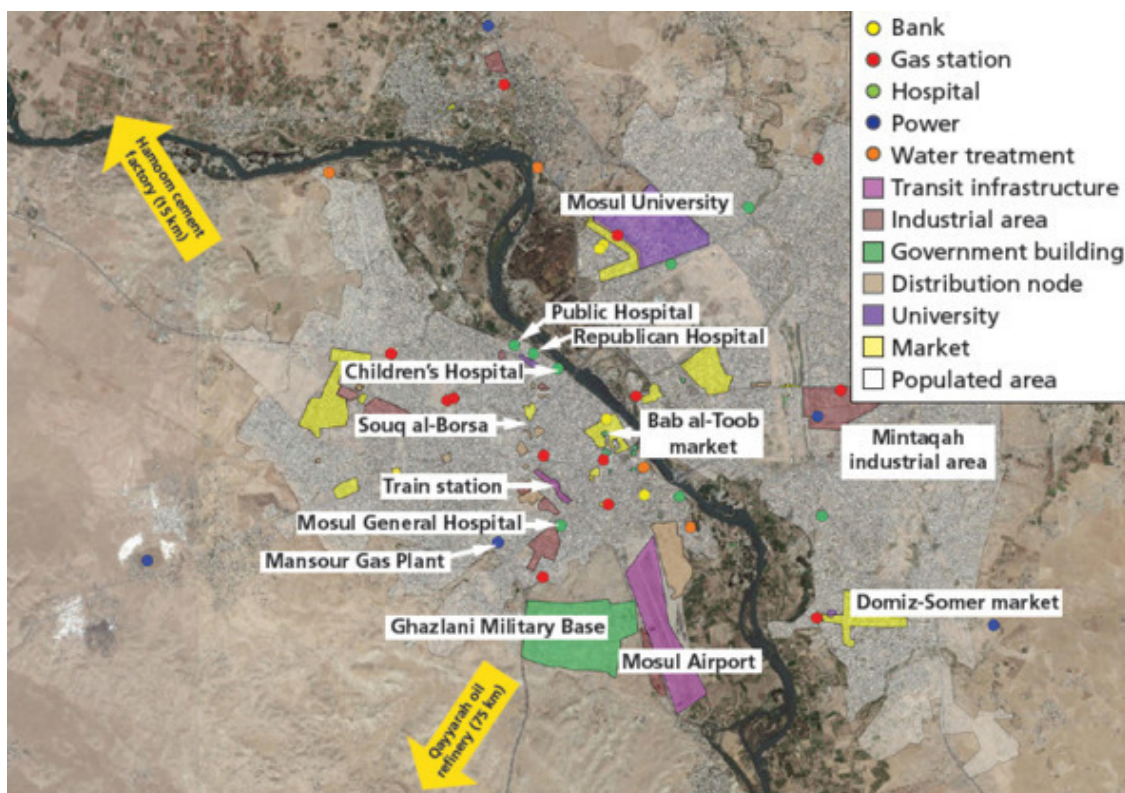 Bank
Gas station
Hospital
Power
Water treatment
Transit infrastructure
Industrial area
Government building
Distribution node
University
Market
Populated area
Hamoom cement
factory (15 km)
Mosul University
Public Hospital
Republican Hospital
Children's Hospital
Souq al-Borsa
Bab al-Toob
market
Mintaqah
industrial area
Train station
Mosul General Hospital
Mansour Gas Plant
Domiz-Somer market
Ghazlani Military Base
Mosul Airport
Qayyarah oil
refinery (75 km)